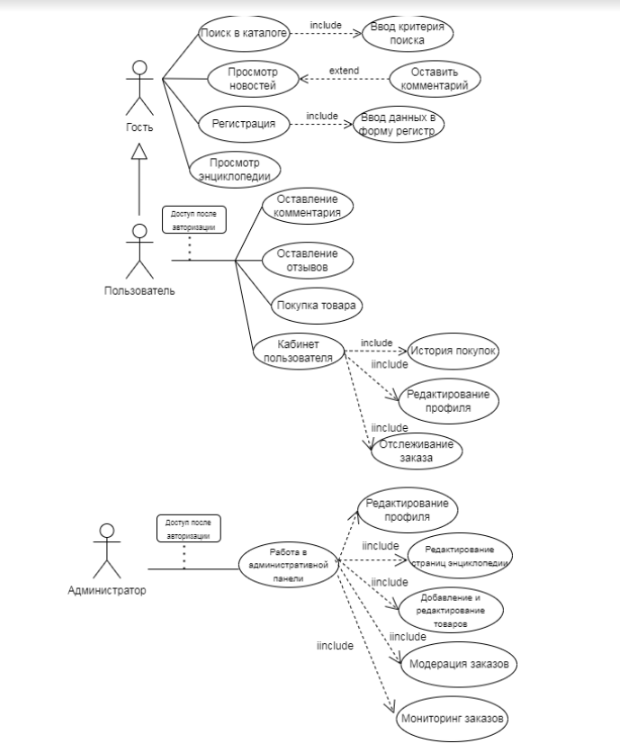 Поиск в каталоге
include
Ввод критерия
поиска
Просмотр
новостей
extend
Оставить
комментарий
Гость
Регистрация
include
Ввод данных в
форму регистр.
Просмотр
энциклопедии
Доступ после
авторизации
Оставление
комментария
Пользователь
Оставление
отзывов
Покупка товара
Кабинет
пользователя
include
История покупок
iinclude
Редактирование
профиля
iinclude
Отслеживание
заказа
Редактирование
профиля
Доступ после
авторизации
Администратор
Работа в
административной
панели
iinclude
Редактирование
страниц энциклопедии
iinclude
Добавление и
редактирование
товаров
iinclude
Модерация заказов
iinclude
Мониторинг заказов